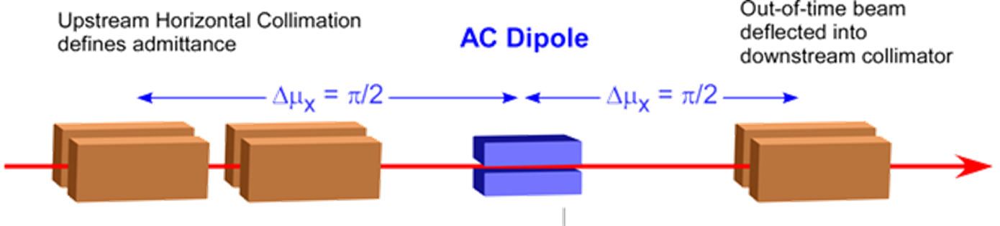 Upstream Horizontal Collimation
defines admittance
AC Dipole
Out-of-time beam
deflected into
downstream collimator
Δμx = π/2
Δμx = π/2